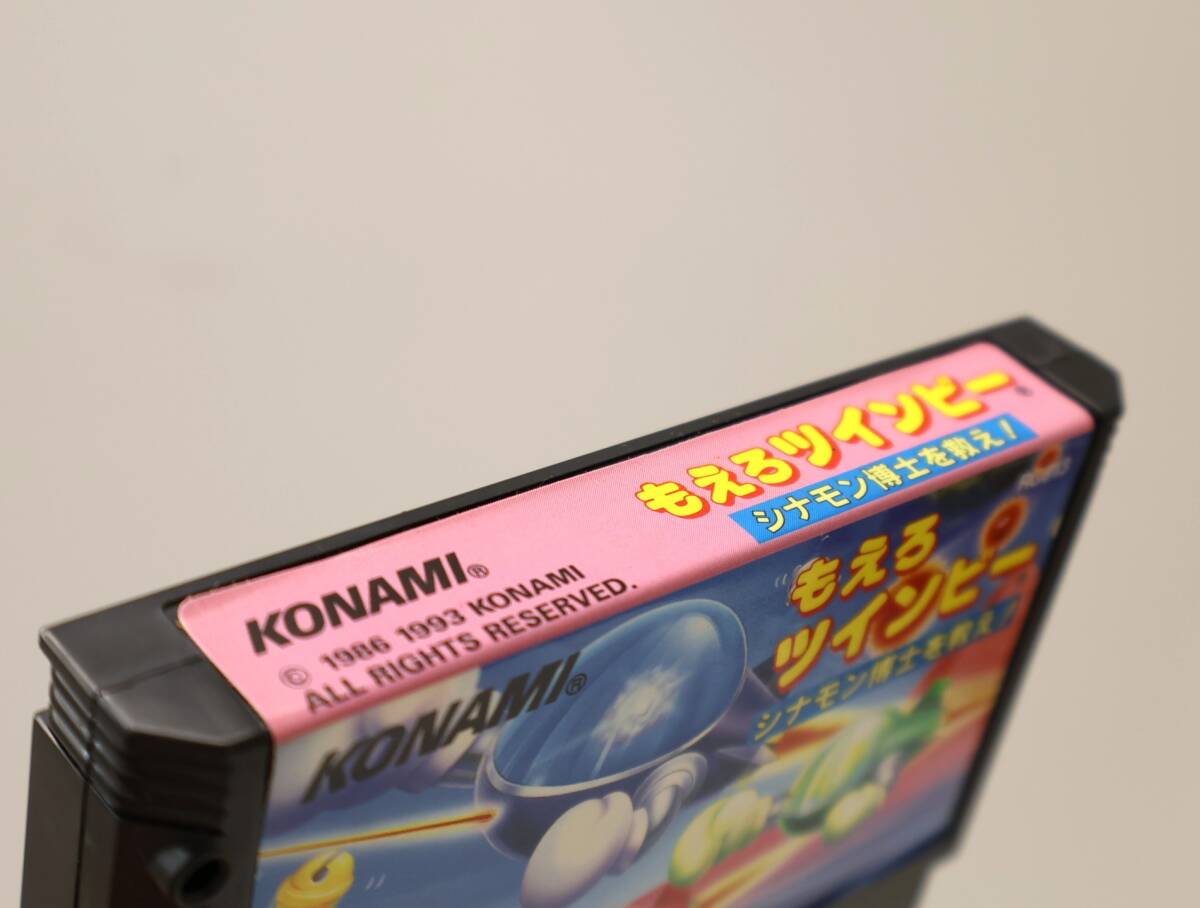 もえろツインビー®
シナモン博士を救え!
KONAMI®
© 1986 1993 KONAMI
ALL RIGHTS RESERVED.
もえろ
ツインビー
シナモン博士を救え!
KONAMI®